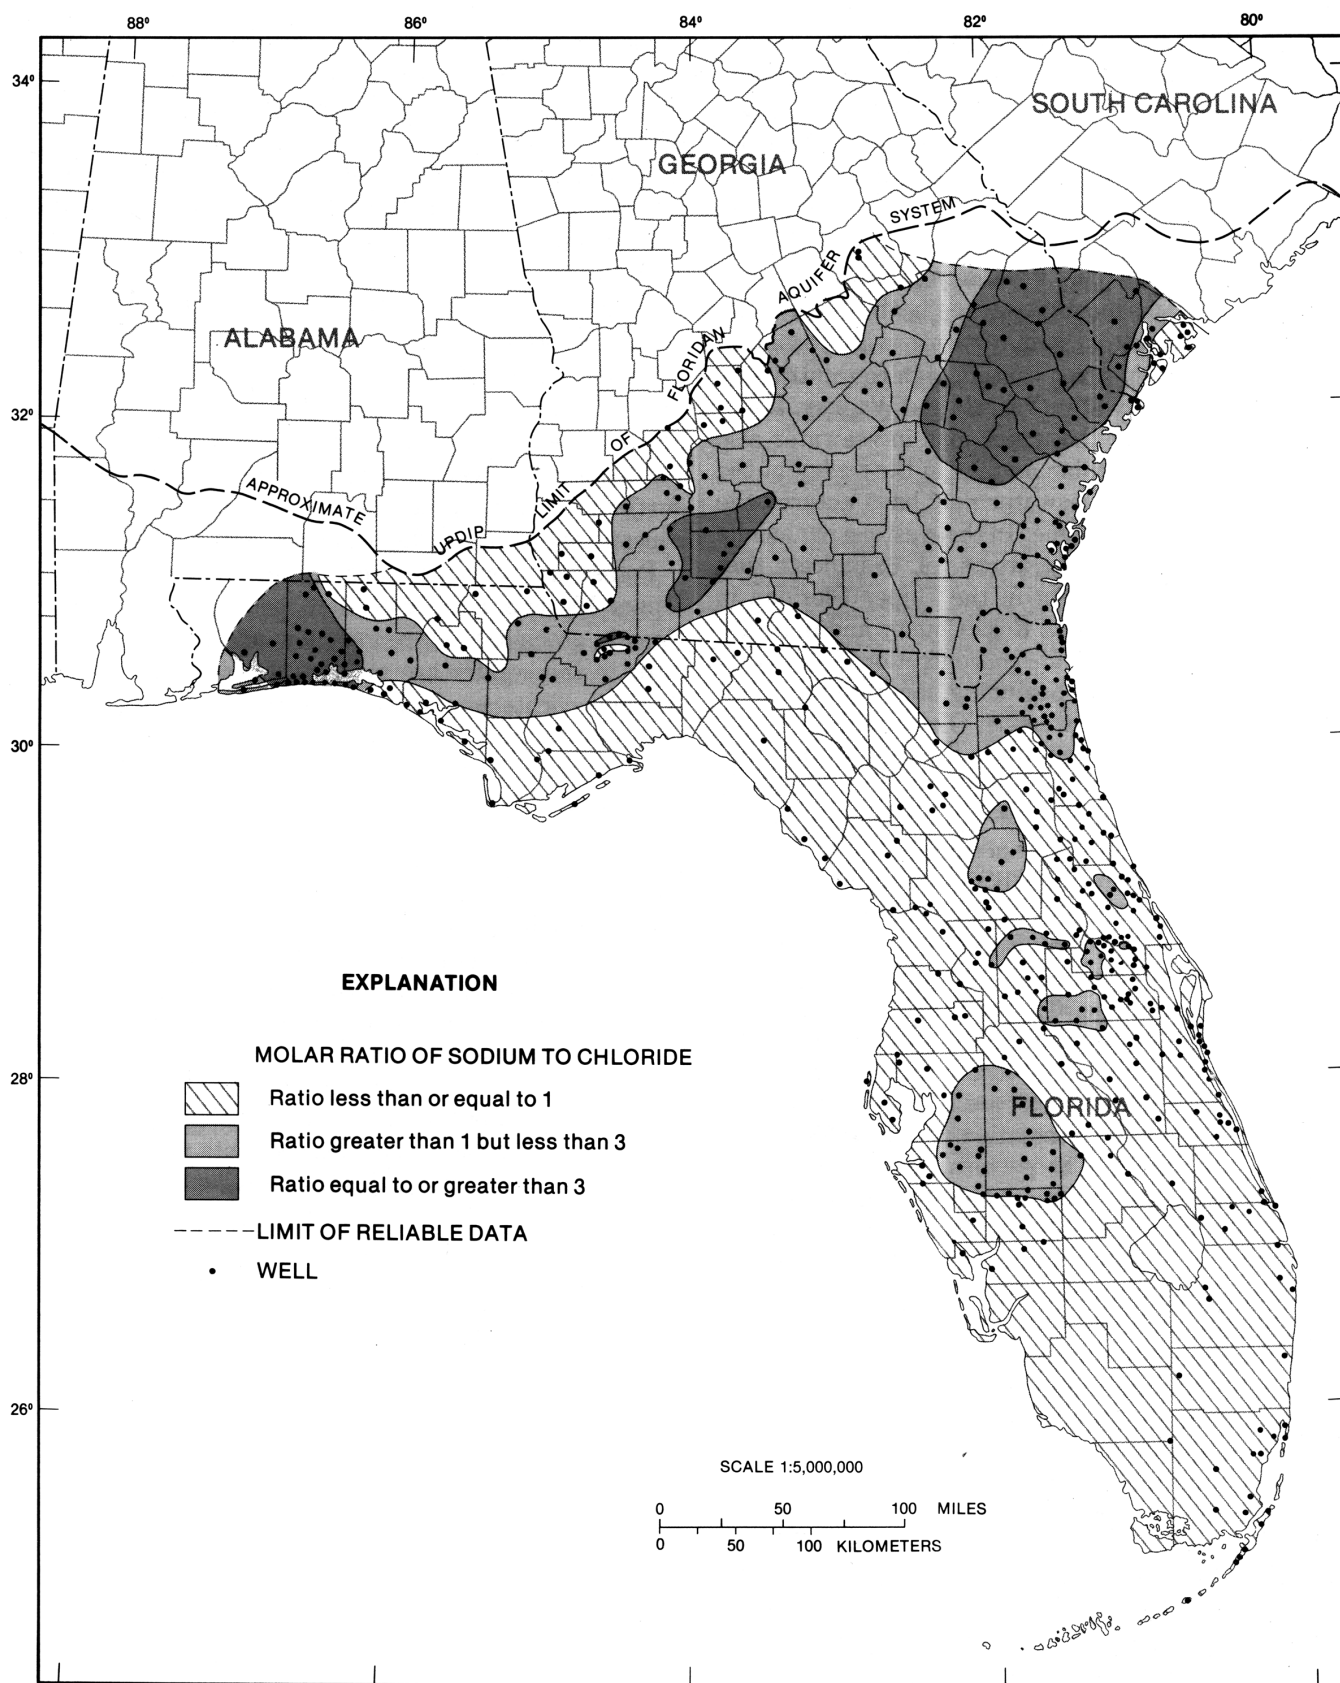 88°
86°
84°
82°
80°
34°
SOUTH CAROLINA
GEORGIA
SYSTEM
AQUIFER
ALABAMA
FLORIDAN
32°
OF
LIMIT
APPROXIMATE
UPDIP
30°
EXPLANATION
MOLAR RATIO OF SODIUM TO CHLORIDE
28°
Ratio less than or equal to 1
FLORIDA
Ratio greater than 1 but less than 3
Ratio equal to or greater than 3
LIMIT OF RELIABLE DATA
WELL
26°
SCALE 1:5,000,000
0 50 100 MILES
0 50 100 KILOMETERS